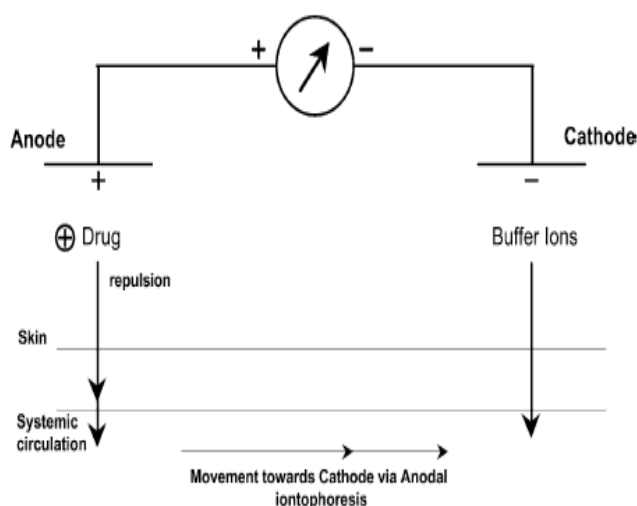 + −
Anode
Cathode
+
−
⊕ Drug
Buffer Ions
repulsion
Skin
Systemic
circulation
Movement towards Cathode via Anodal
iontophoresis